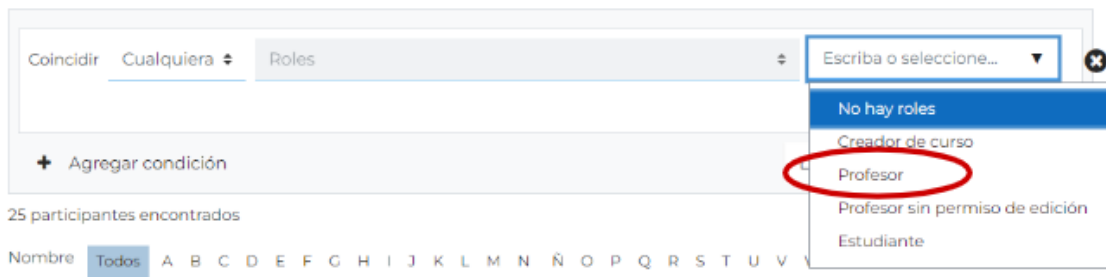 Coincidir Cualquiera Roles Escriba o seleccione...
No hay roles
Creador de curso
Agregar condición
Profesor
Profesor sin permiso de edición
25 participantes encontrados
Estudiante
Nombre Todos A B C D E F G H I J K L M N Ñ O P Q R S T U V